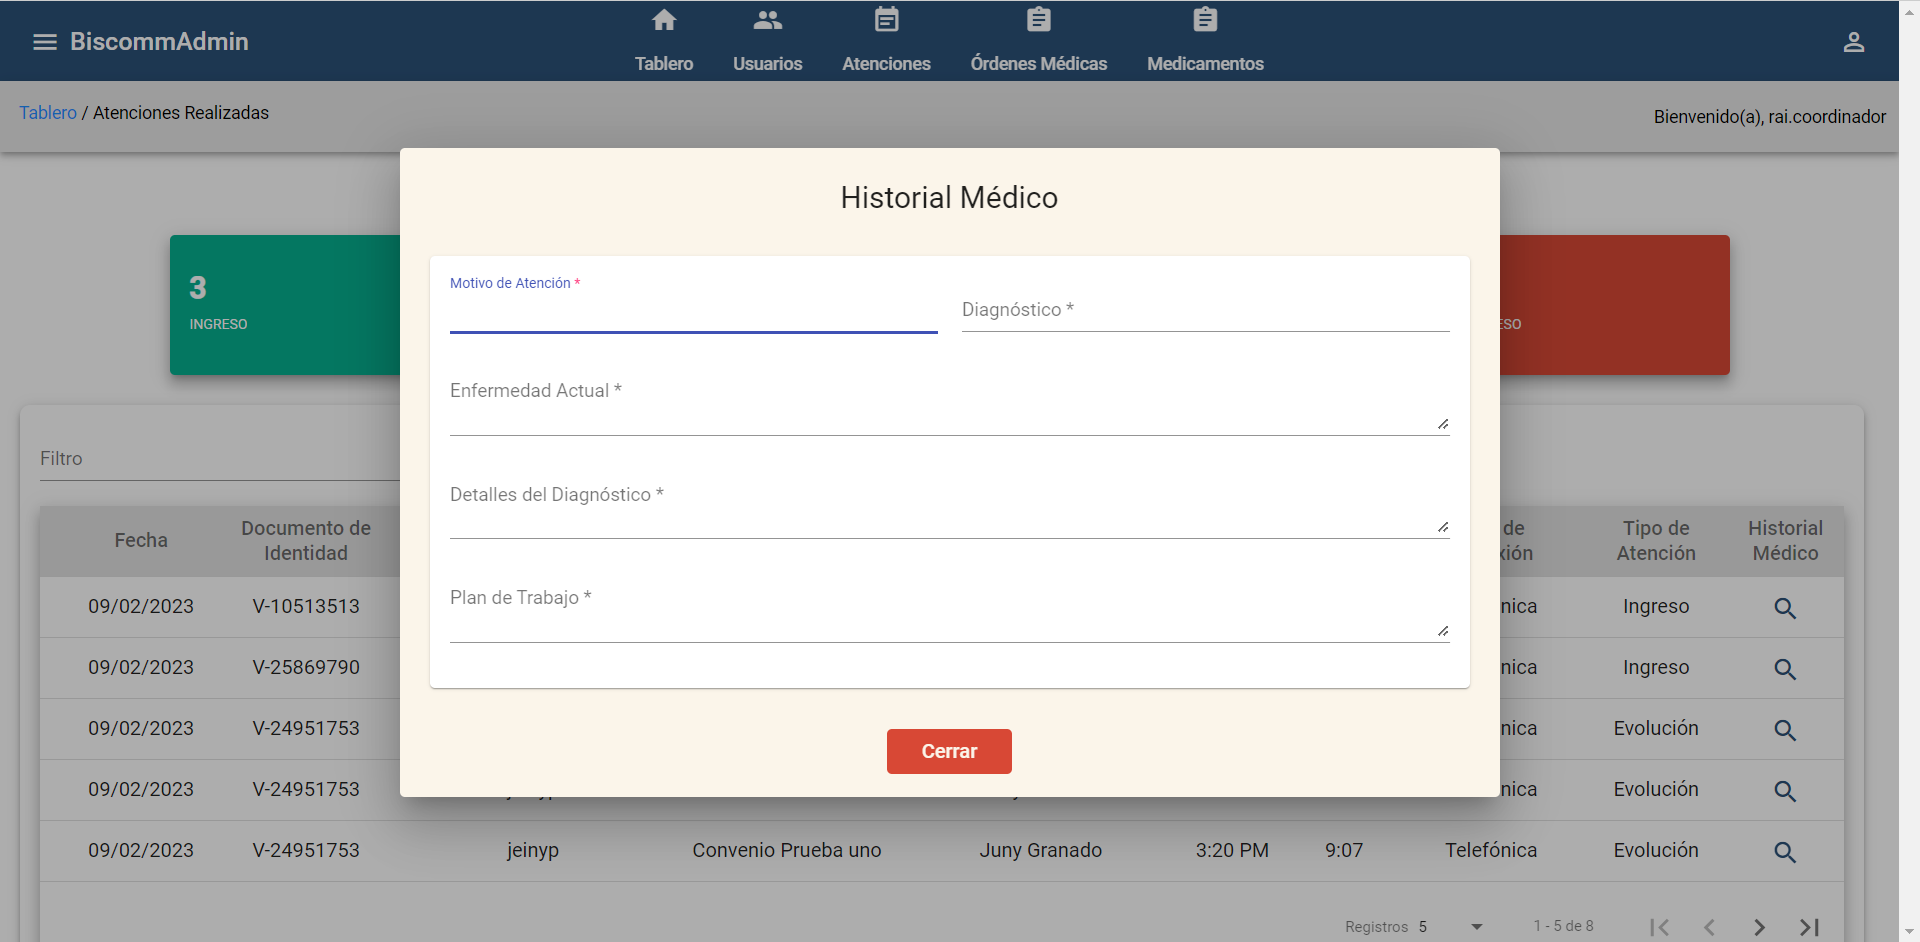 BiscommAdmin
Tablero
Usuarios
Atenciones
Órdenes Médicas
Medicamentos
Tablero / Atenciones Realizadas
Bienvenido(a), rai.coordinador
Historial Médico
3
INGRESO
ESO
Motivo de Atención *
Diagnóstico *
Enfermedad Actual *
Detalles del Diagnóstico *
Plan de Trabajo *
Cerrar
Filtro
Fecha
Documento de
Identidad
de
xión
Tipo de
Atención
Historial
Médico
09/02/2023 V-10513513 nica Ingreso
09/02/2023 V-25869790 nica Ingreso
09/02/2023 V-24951753 nica Evolución
09/02/2023 V-24951753 nica Evolución
09/02/2023 V-24951753 jeinyp Convenio Prueba uno Juny Granado 3:20 PM 9:07 Telefónica Evolución
Registros 5 1 - 5 de 8